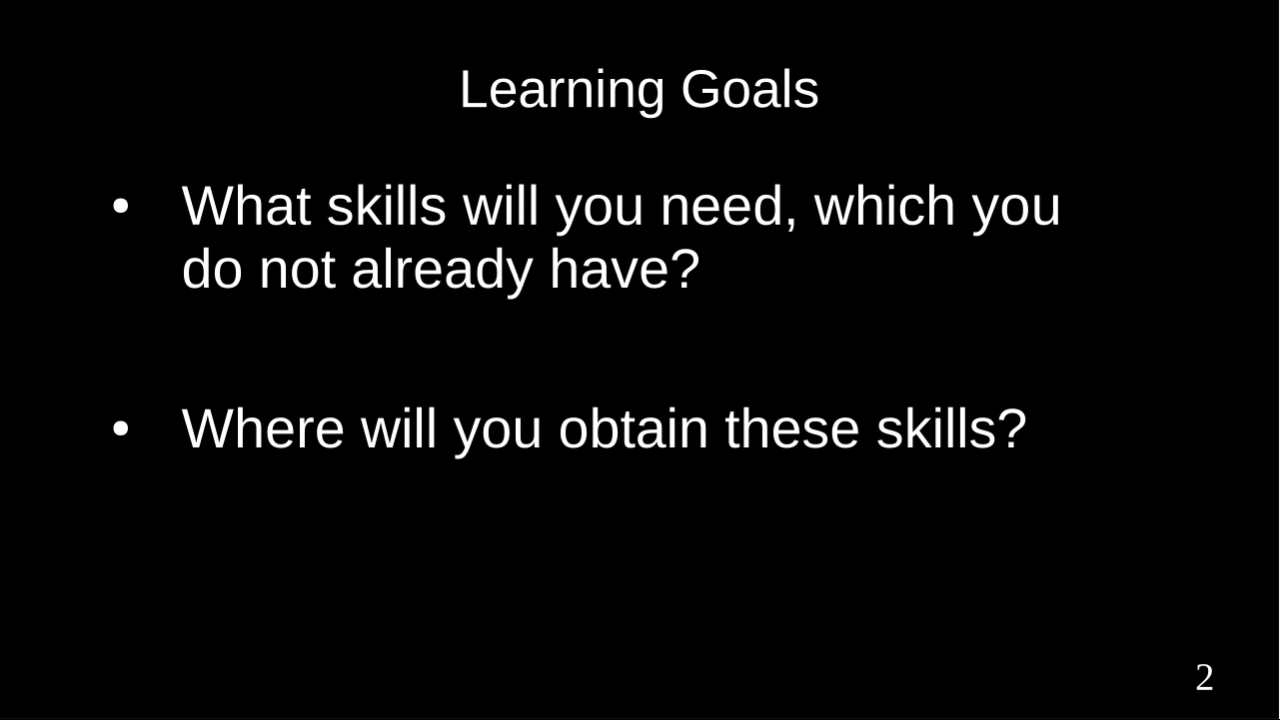 Learning Goals
• What skills will you need, which you
do not already have?
• Where will you obtain these skills?
2